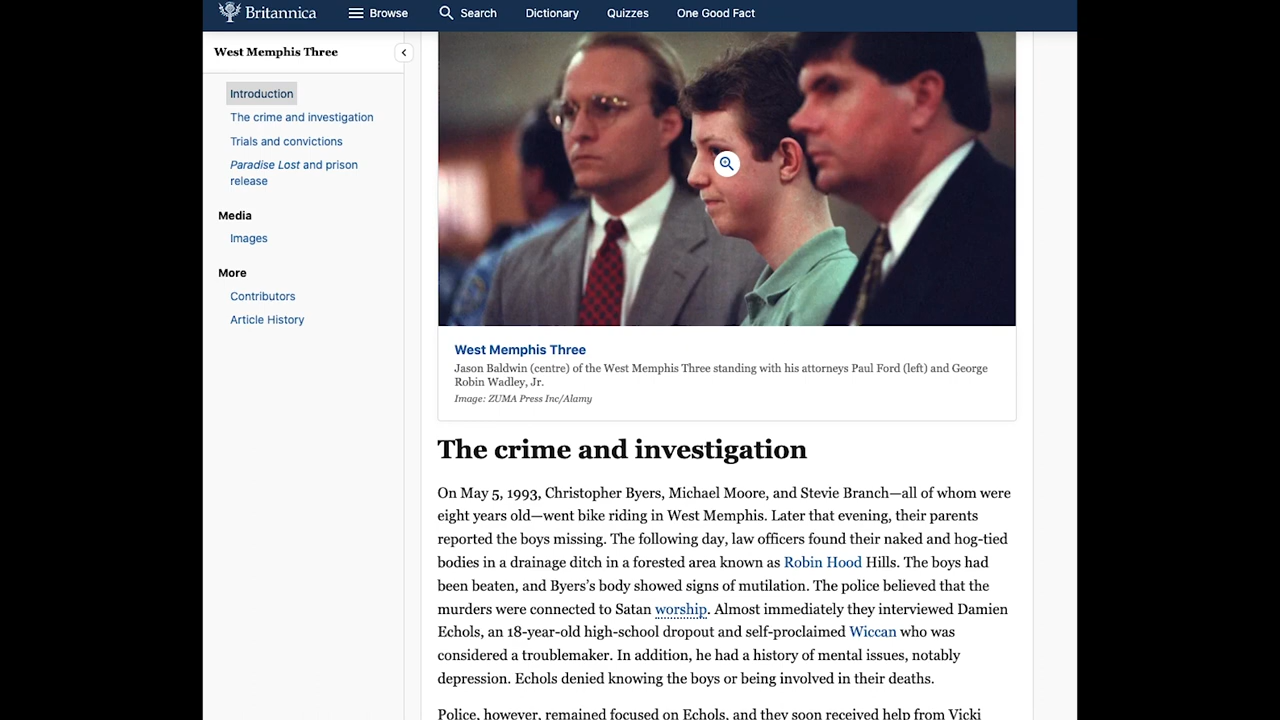 Britannica Browse Search Dictionary Quizzes One Good Fact
West Memphis Three
Introduction
The crime and investigation
Trials and convictions
Paradise Lost and prison
release
Media
Images
More
Contributors
Article History
West Memphis Three
Jason Baldwin (centre) of the West Memphis Three standing with his attorneys Paul Ford (left) and George
Robin Wadley, Jr.
Image: ZUMA Press Inc/Alamy
The crime and investigation
On May 5, 1993, Christopher Byers, Michael Moore, and Stevie Branch—all of whom were
eight years old—went bike riding in West Memphis. Later that evening, their parents
reported the boys missing. The following day, law officers found their naked and hog-tied
bodies in a drainage ditch in a forested area known as Robin Hood Hills. The boys had
been beaten, and Byers’s body showed signs of mutilation. The police believed that the
murders were connected to Satan worship. Almost immediately they interviewed Damien
Echols, an 18-year-old high-school dropout and self-proclaimed Wiccan who was
considered a troublemaker. In addition, he had a history of mental issues, notably
depression. Echols denied knowing the boys or being involved in their deaths.
Police, however, remained focused on Echols, and they soon received help from Vicki